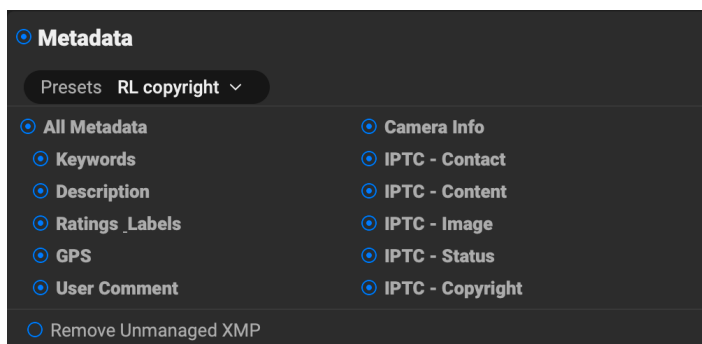 Metadata
Presets RL copyright
All Metadata
Keywords
Description
Ratings_Labels
GPS
User Comment
Camera Info
IPTC - Contact
IPTC - Content
IPTC - Image
IPTC - Status
IPTC - Copyright
Remove Unmanaged XMP